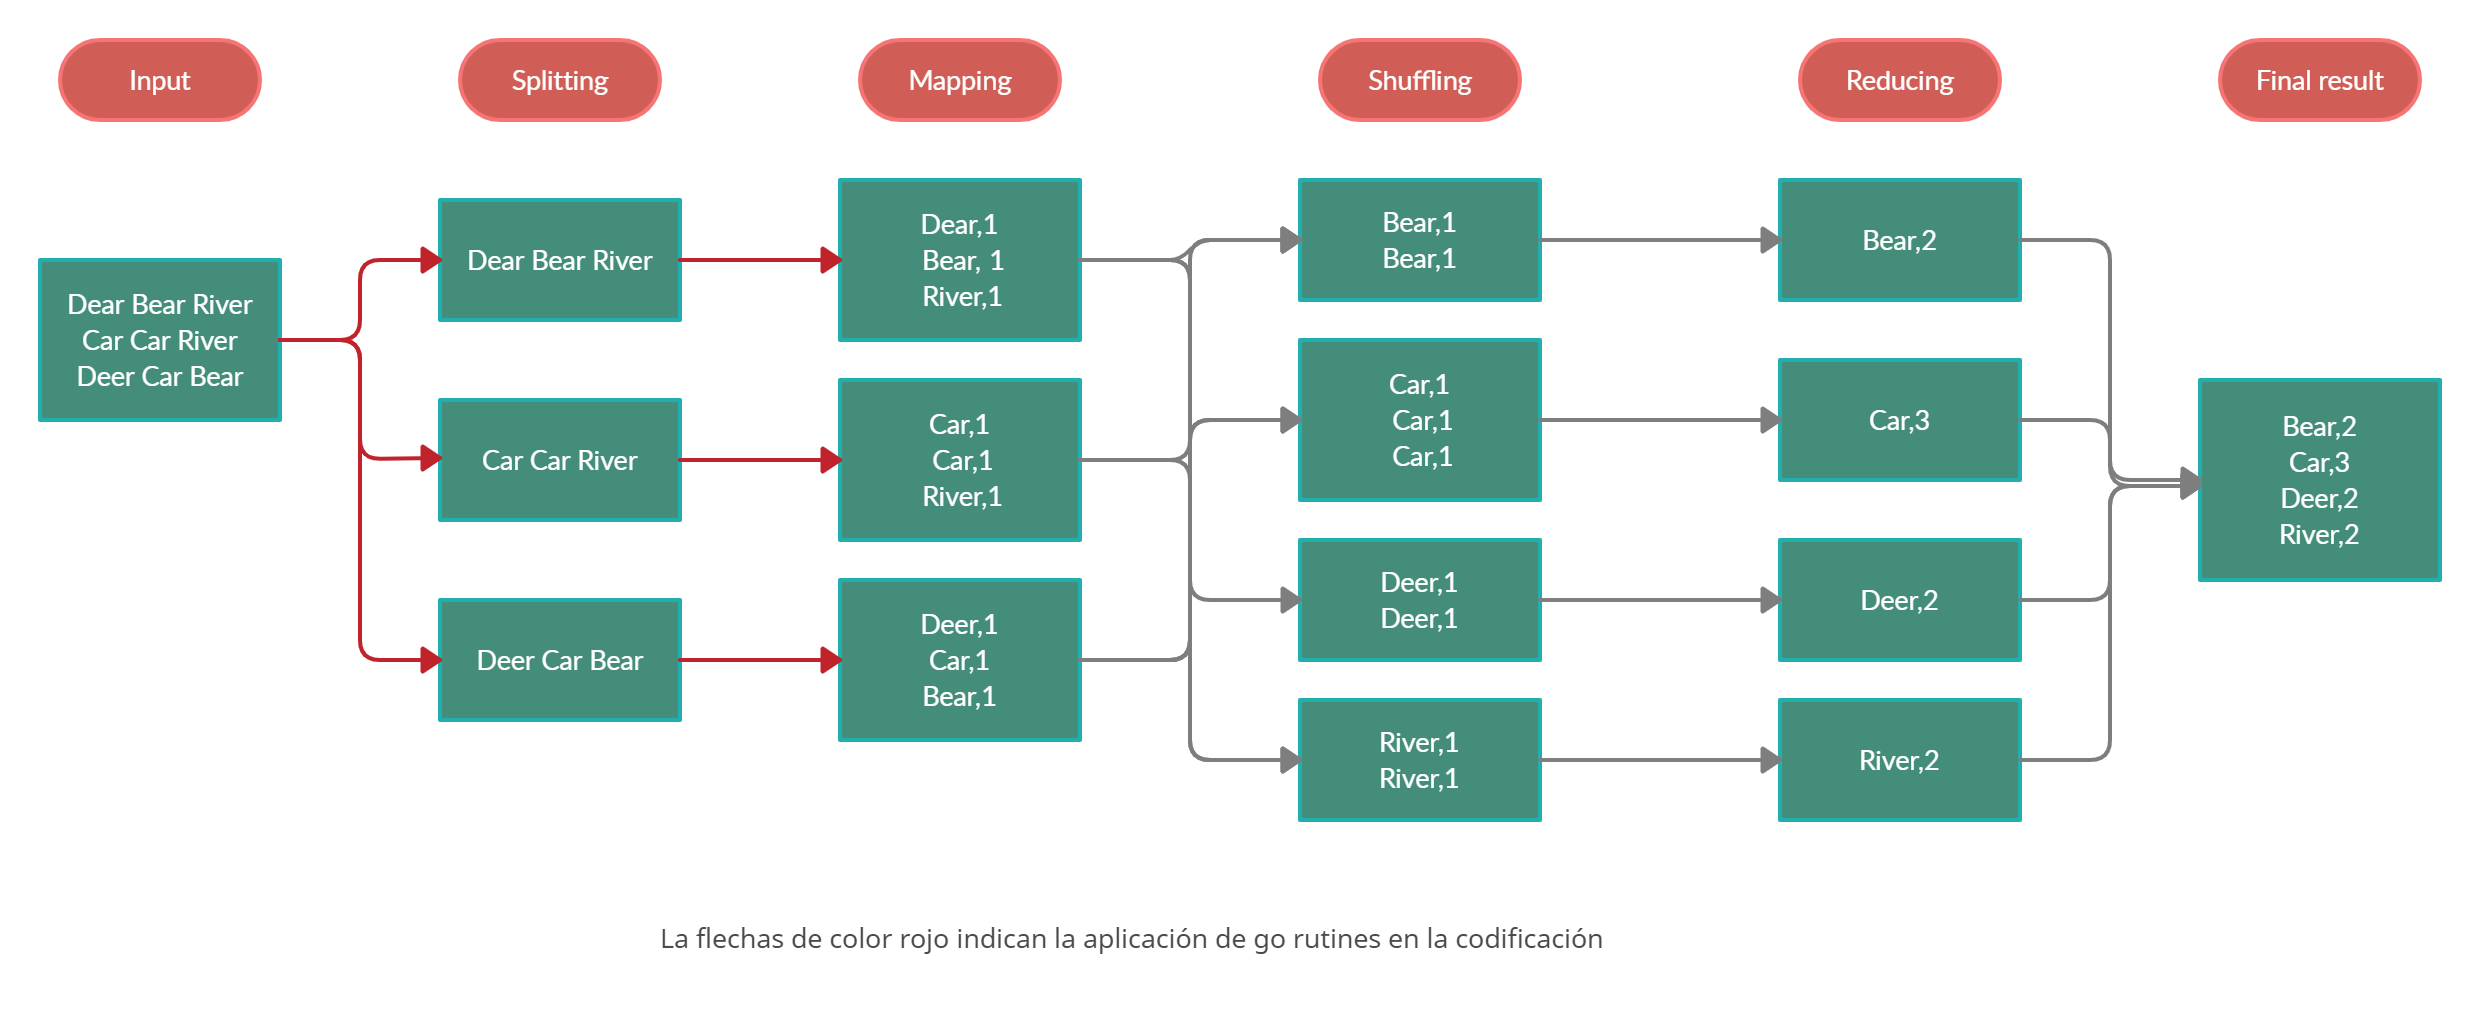 Input
Splitting
Mapping
Shuffling
Reducing
Final result
Dear Bear River
Car Car River
Deer Car Bear
Dear Bear River
Car Car River
Deer Car Bear
Dear,1
Bear, 1
River,1
Car,1
Car,1
River,1
Deer,1
Car,1
Bear,1
Bear,1
Bear,1
Car,1
Car,1
Car,1
Deer,1
Deer,1
River,1
River,1
Bear,2
Car,3
Deer,2
River,2
Bear,2
Car,3
Deer,2
River,2
La flechas de color rojo indican la aplicación de go rutines en la codificación